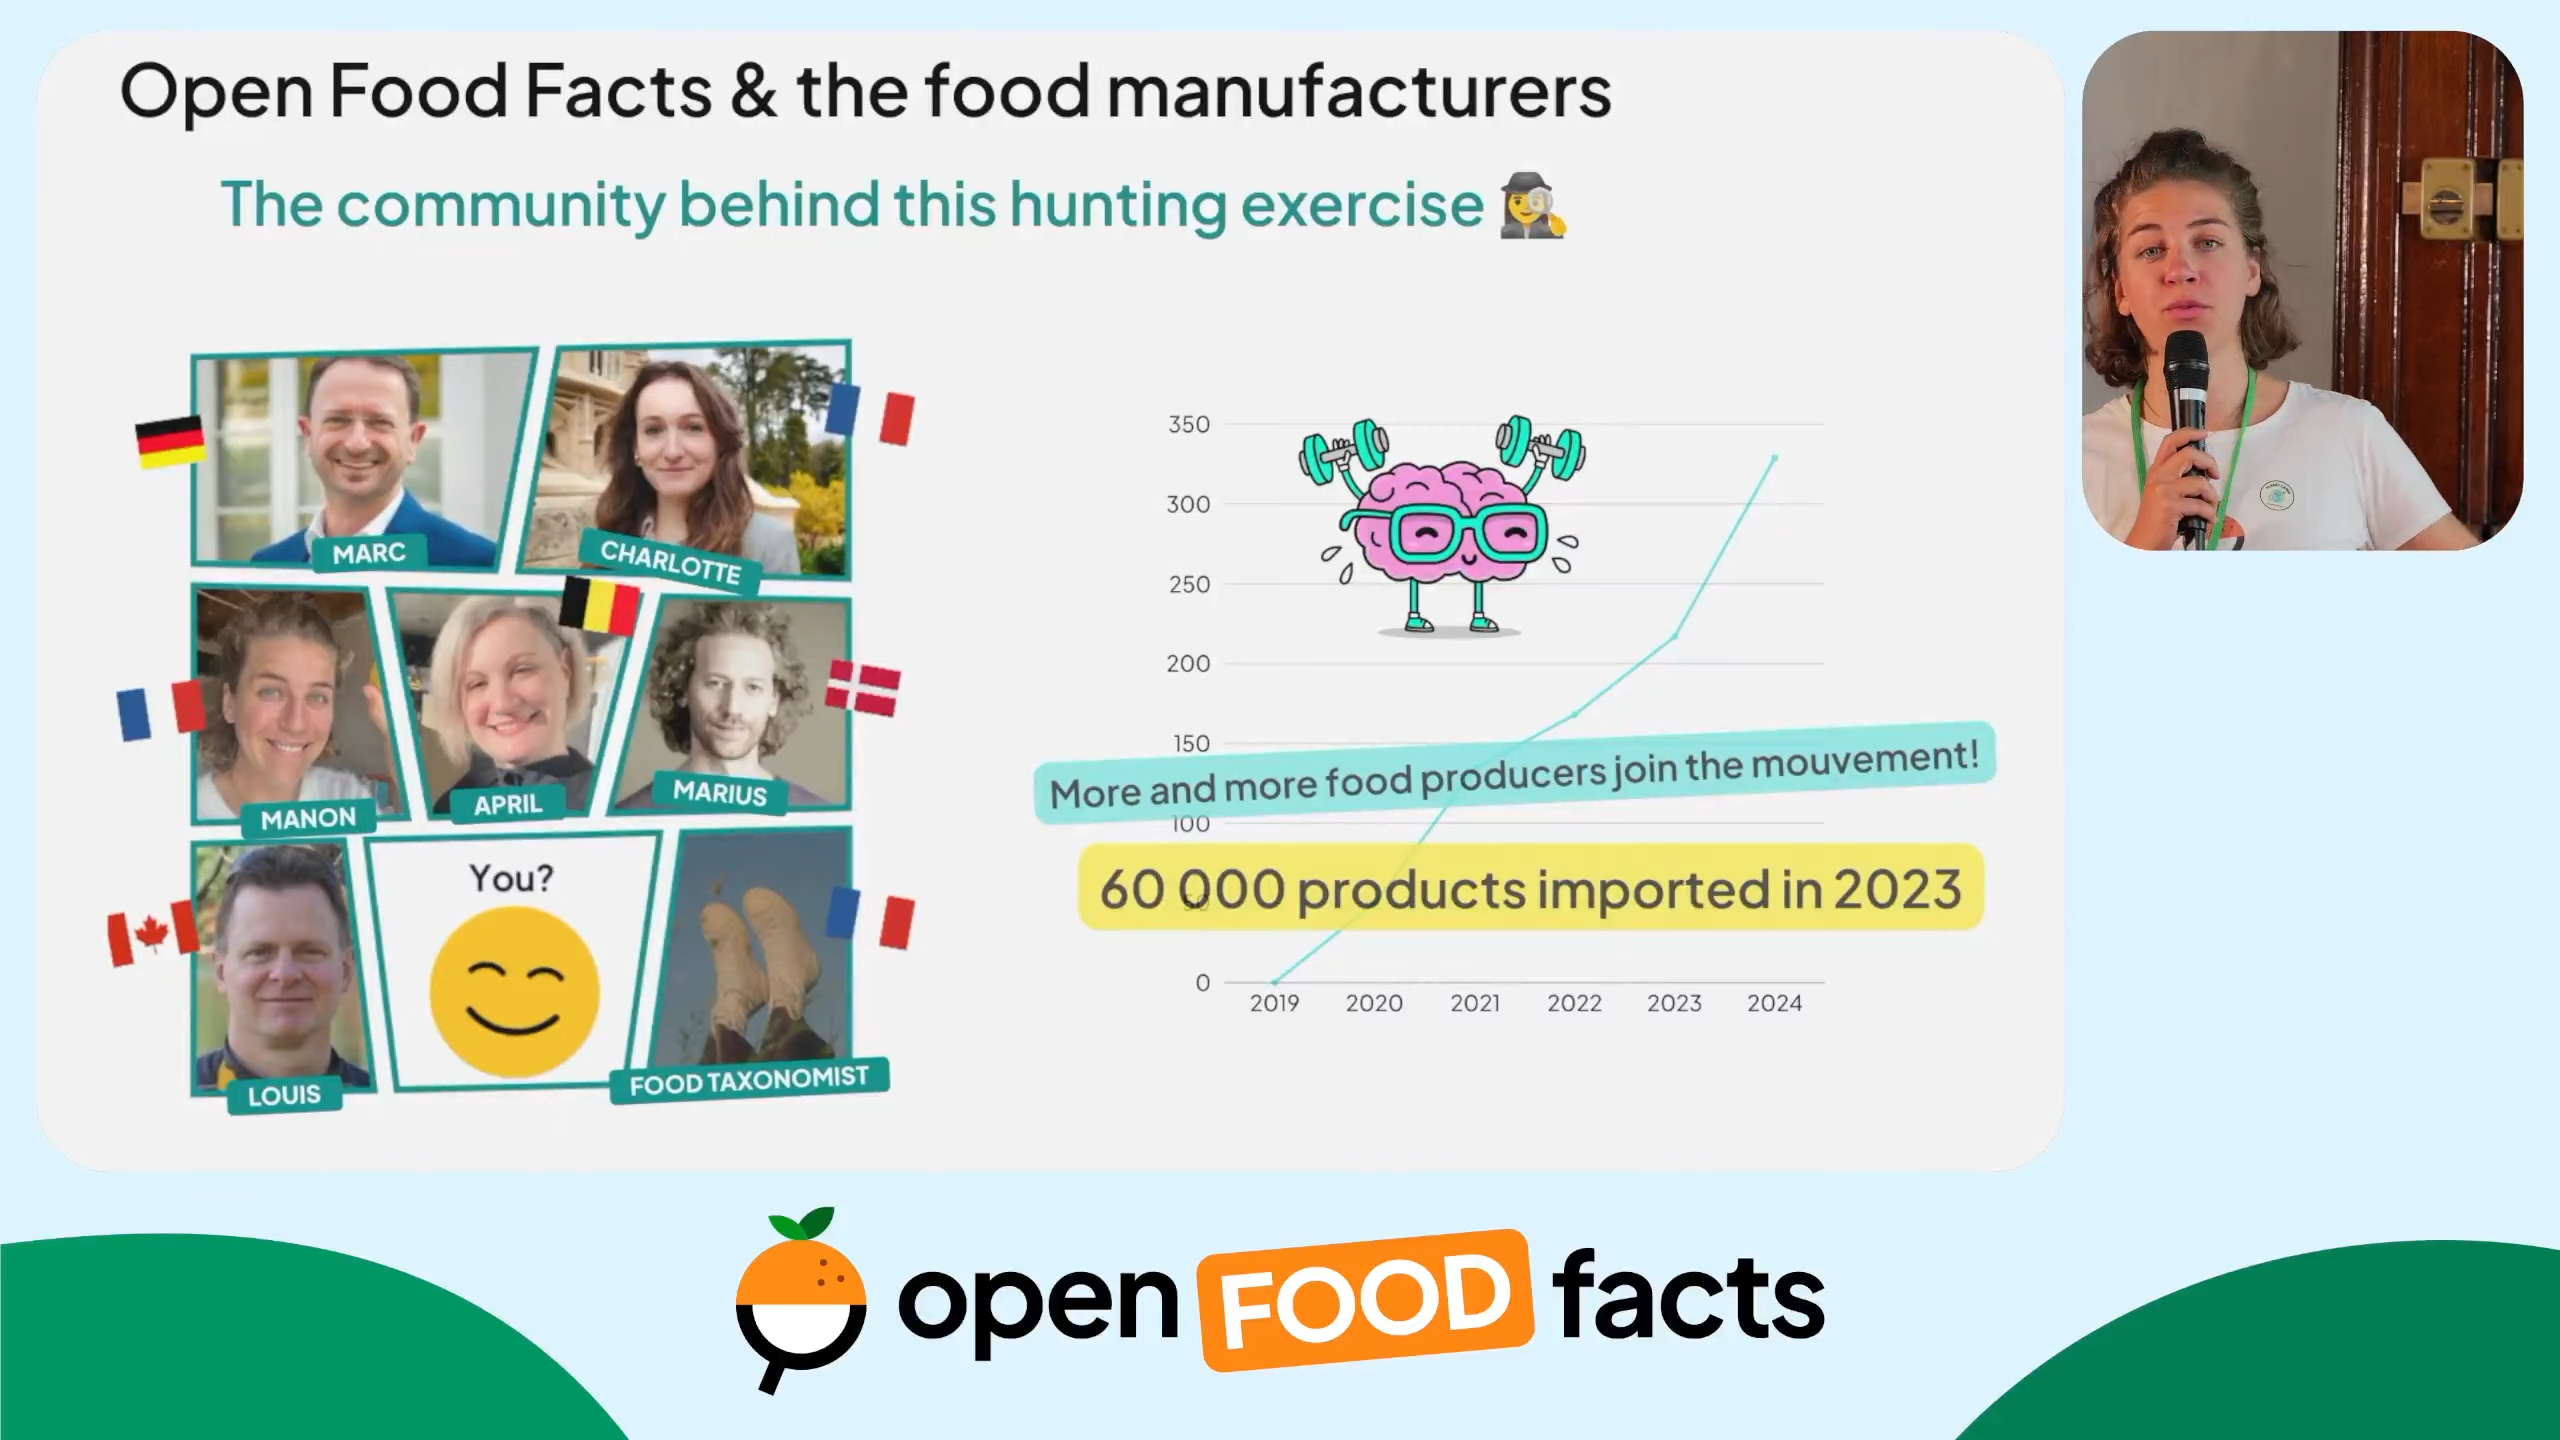 Open Food Facts & the food manufacturers
The community behind this hunting exercise
MARC
CHARLOTTE
MANON
APRIL
MARIUS
LOUIS
You?
FOOD TAXONOMIST
350
300
250
200
150
More and more food producers join the mouvement!
100
60 000 products imported in 2023
50
0
2019 2020 2021 2022 2023 2024
open FOOD facts